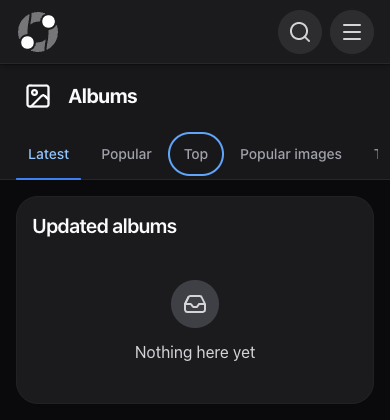 Albums
Latest Popular Top Popular images
Updated albums
Nothing here yet